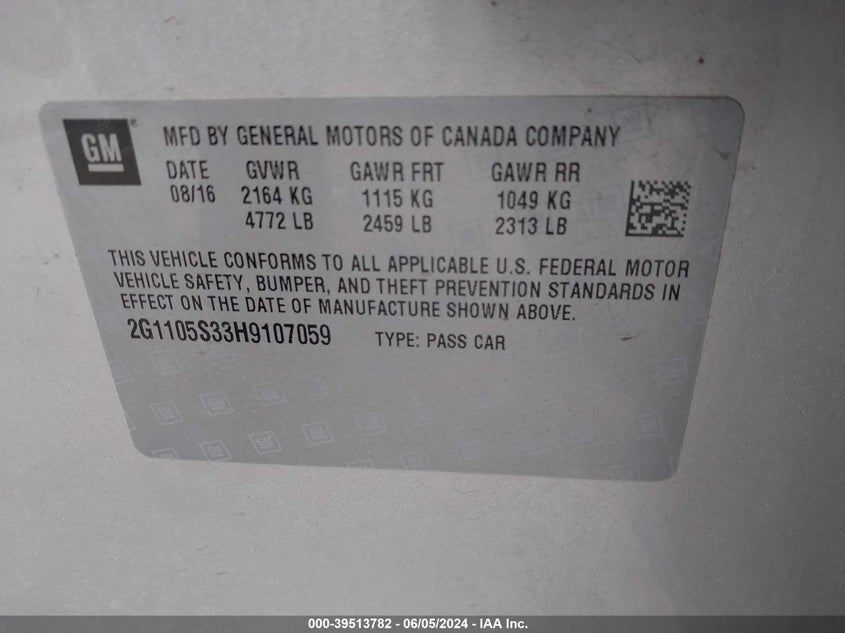 GM ®
MFD BY GENERAL MOTORS OF CANADA COMPANY
DATE GVWR GAWR FRT GAWR RR
08/16 2164 KG 1115 KG 1049 KG
4772 LB 2459 LB 2313 LB
THIS VEHICLE CONFORMS TO ALL APPLICABLE U.S. FEDERAL MOTOR
VEHICLE SAFETY, BUMPER, AND THEFT PREVENTION STANDARDS IN
EFFECT ON THE DATE OF MANUFACTURE SHOWN ABOVE.
2G1105S33H9107059 TYPE: PASS CAR
000-39513782 - 06/05/2024 - IAA Inc.